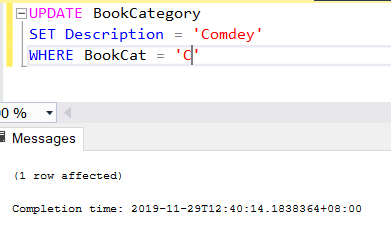 UPDATE BookCategory
SET Description = 'Comdey'
WHERE BookCat = 'C'
00 %
Messages
(1 row affected)
Completion time: 2019-11-29T12:40:14.1838364+08:00